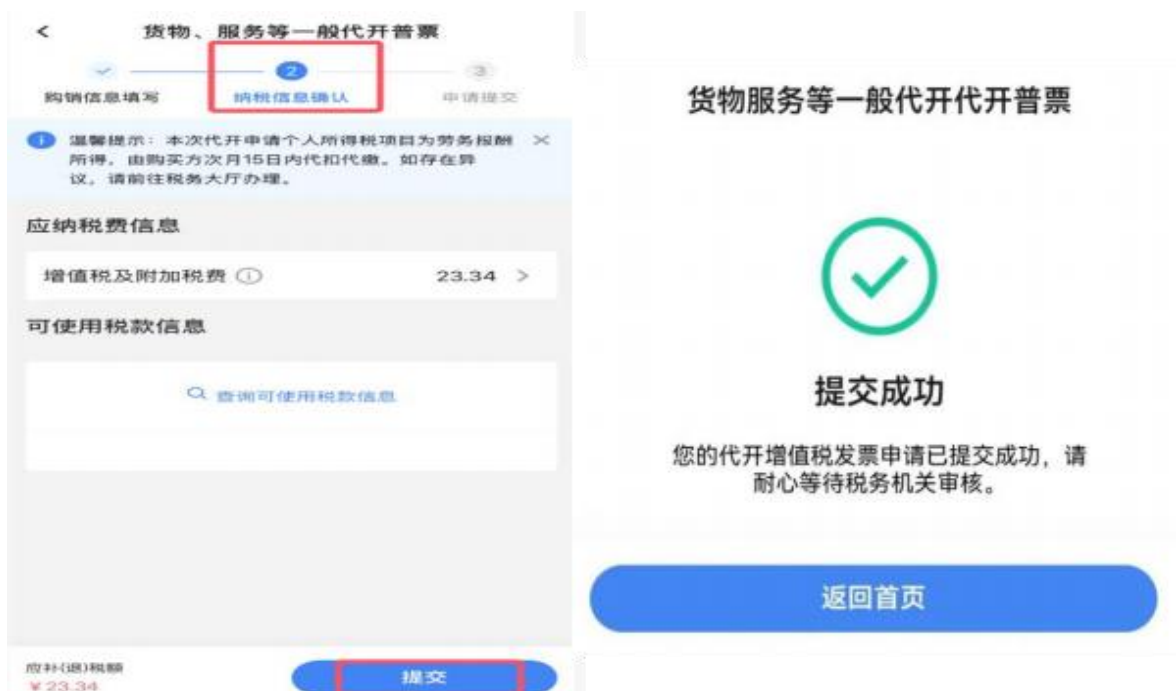 货物、服务等一般代开普票
2
3
购销信息填写
纳税信息确认
申请提交
温馨提示：本次代开申请个人所得税项目为劳务报酬
所得，由购买方次月15日内代扣代缴。如存在异
议，请前往税务大厅办理。
应纳税费信息
增值税及附加税费
23.34
可使用税款信息
查询可使用税款信息
应补(退)税额
￥23.34
提交
货物服务等一般代开代开普票
提交成功
您的代开增值税发票申请已提交成功，请
耐心等待税务机关审核。
返回首页